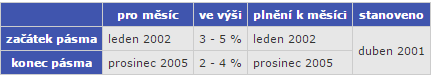 pro měsíc ve výši plnění k měsíci stanoveno
začátek pásma leden 2002 3 - 5 % leden 2002
duben 2001
konec pásma prosinec 2005 2 - 4 % prosinec 2005